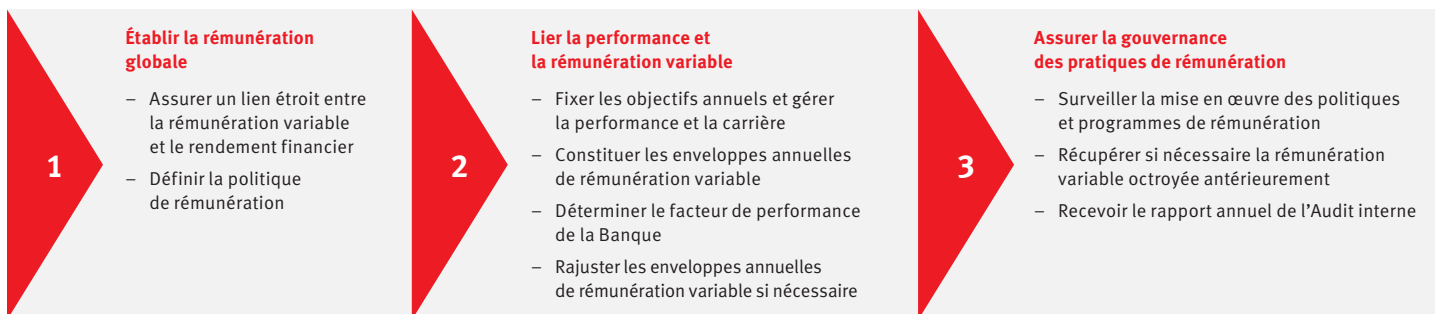 1
Établir la rémunération
globale
– Assurer un lien étroit entre
la rémunération variable
et le rendement financier
– Définir la politique
de rémunération
2
Lier la performance et
la rémunération variable
– Fixer les objectifs annuels et gérer
la performance et la carrière
– Constituer les enveloppes annuelles
de rémunération variable
– Déterminer le facteur de performance
de la Banque
– Rajuster les enveloppes annuelles
de rémunération variable si nécessaire
3
Assurer la gouvernance
des pratiques de rémunération
– Surveiller la mise en œuvre des politiques
et programmes de rémunération
– Récupérer si nécessaire la rémunération
variable octroyée antérieurement
– Recevoir le rapport annuel de l’Audit interne